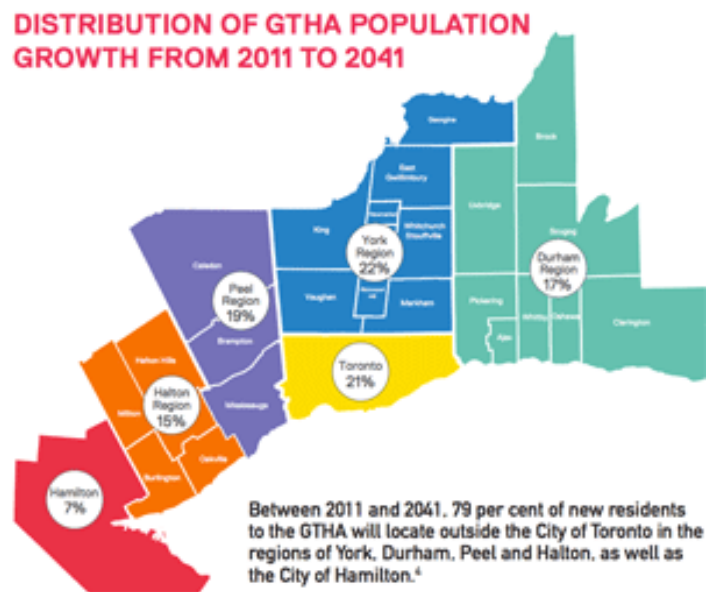 DISTRIBUTION OF GTHA POPULATION
GROWTH FROM 2011 TO 2041
Georgina
Brock
East
Gwillimbury
Uxbridge
King
Whitchurch
Stouffville
Scugog
York
Region
22%
Durham
Region
17%
Caledon
Peel
Region
19%
Vaughan
Markham
Pickering
Ajax
Whitby
Oshawa
Clarington
Brampton
Toronto
21%
Halton Hills
Halton
Region
15%
Milton
Mississauga
Burlington
Oakville
Hamilton
7%
Between 2011 and 2041, 79 per cent of new residents
to the GTHA will locate outside the City of Toronto in the
regions of York, Durham, Peel and Halton, as well as
the City of Hamilton.⁶